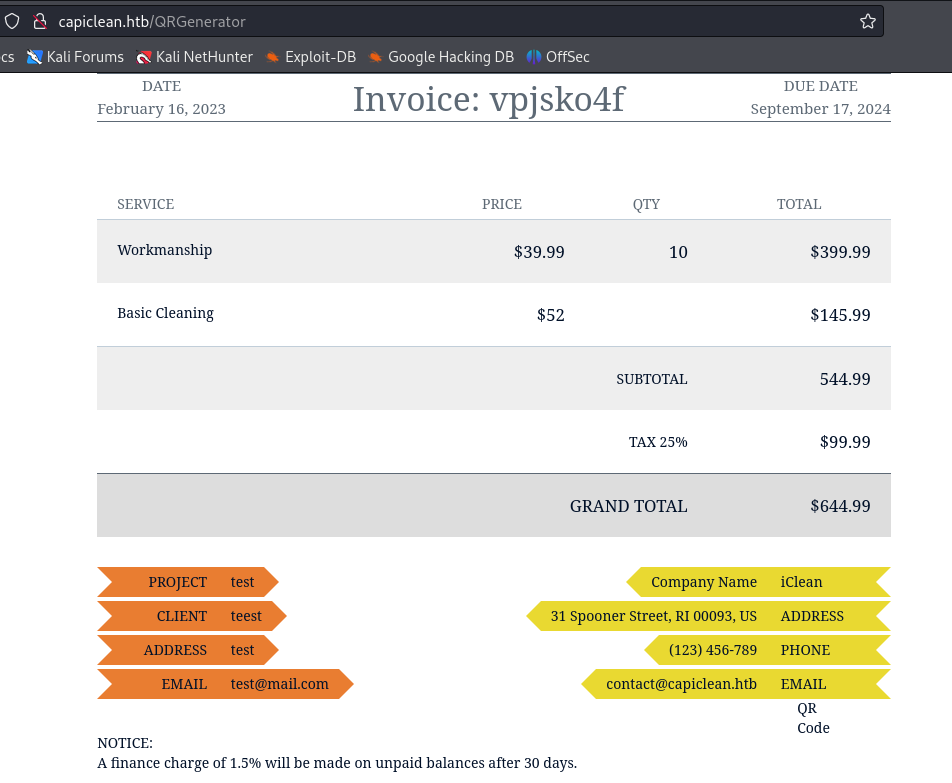 capiclean.htb/QRGenerator
cs Kali Forums Kali NetHunter Exploit-DB Google Hacking DB OffSec
DATE
February 16, 2023
Invoice: vpjsko4f
DUE DATE
September 17, 2024
SERVICE PRICE QTY TOTAL
Workmanship $39.99 10 $399.99
Basic Cleaning $52 $145.99
SUBTOTAL 544.99
TAX 25% $99.99
GRAND TOTAL $644.99
PROJECT test
CLIENT teest
ADDRESS test
EMAIL test@mail.com
Company Name iClean
31 Spooner Street, RI 00093, US ADDRESS
(123) 456-789 PHONE
contact@capiclean.htb EMAIL
QR
Code
NOTICE:
A finance charge of 1.5% will be made on unpaid balances after 30 days.